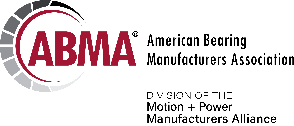 ABMA®
American Bearing
Manufacturers Association
DIVISION OF THE
Motion + Power
Manufacturers Alliance